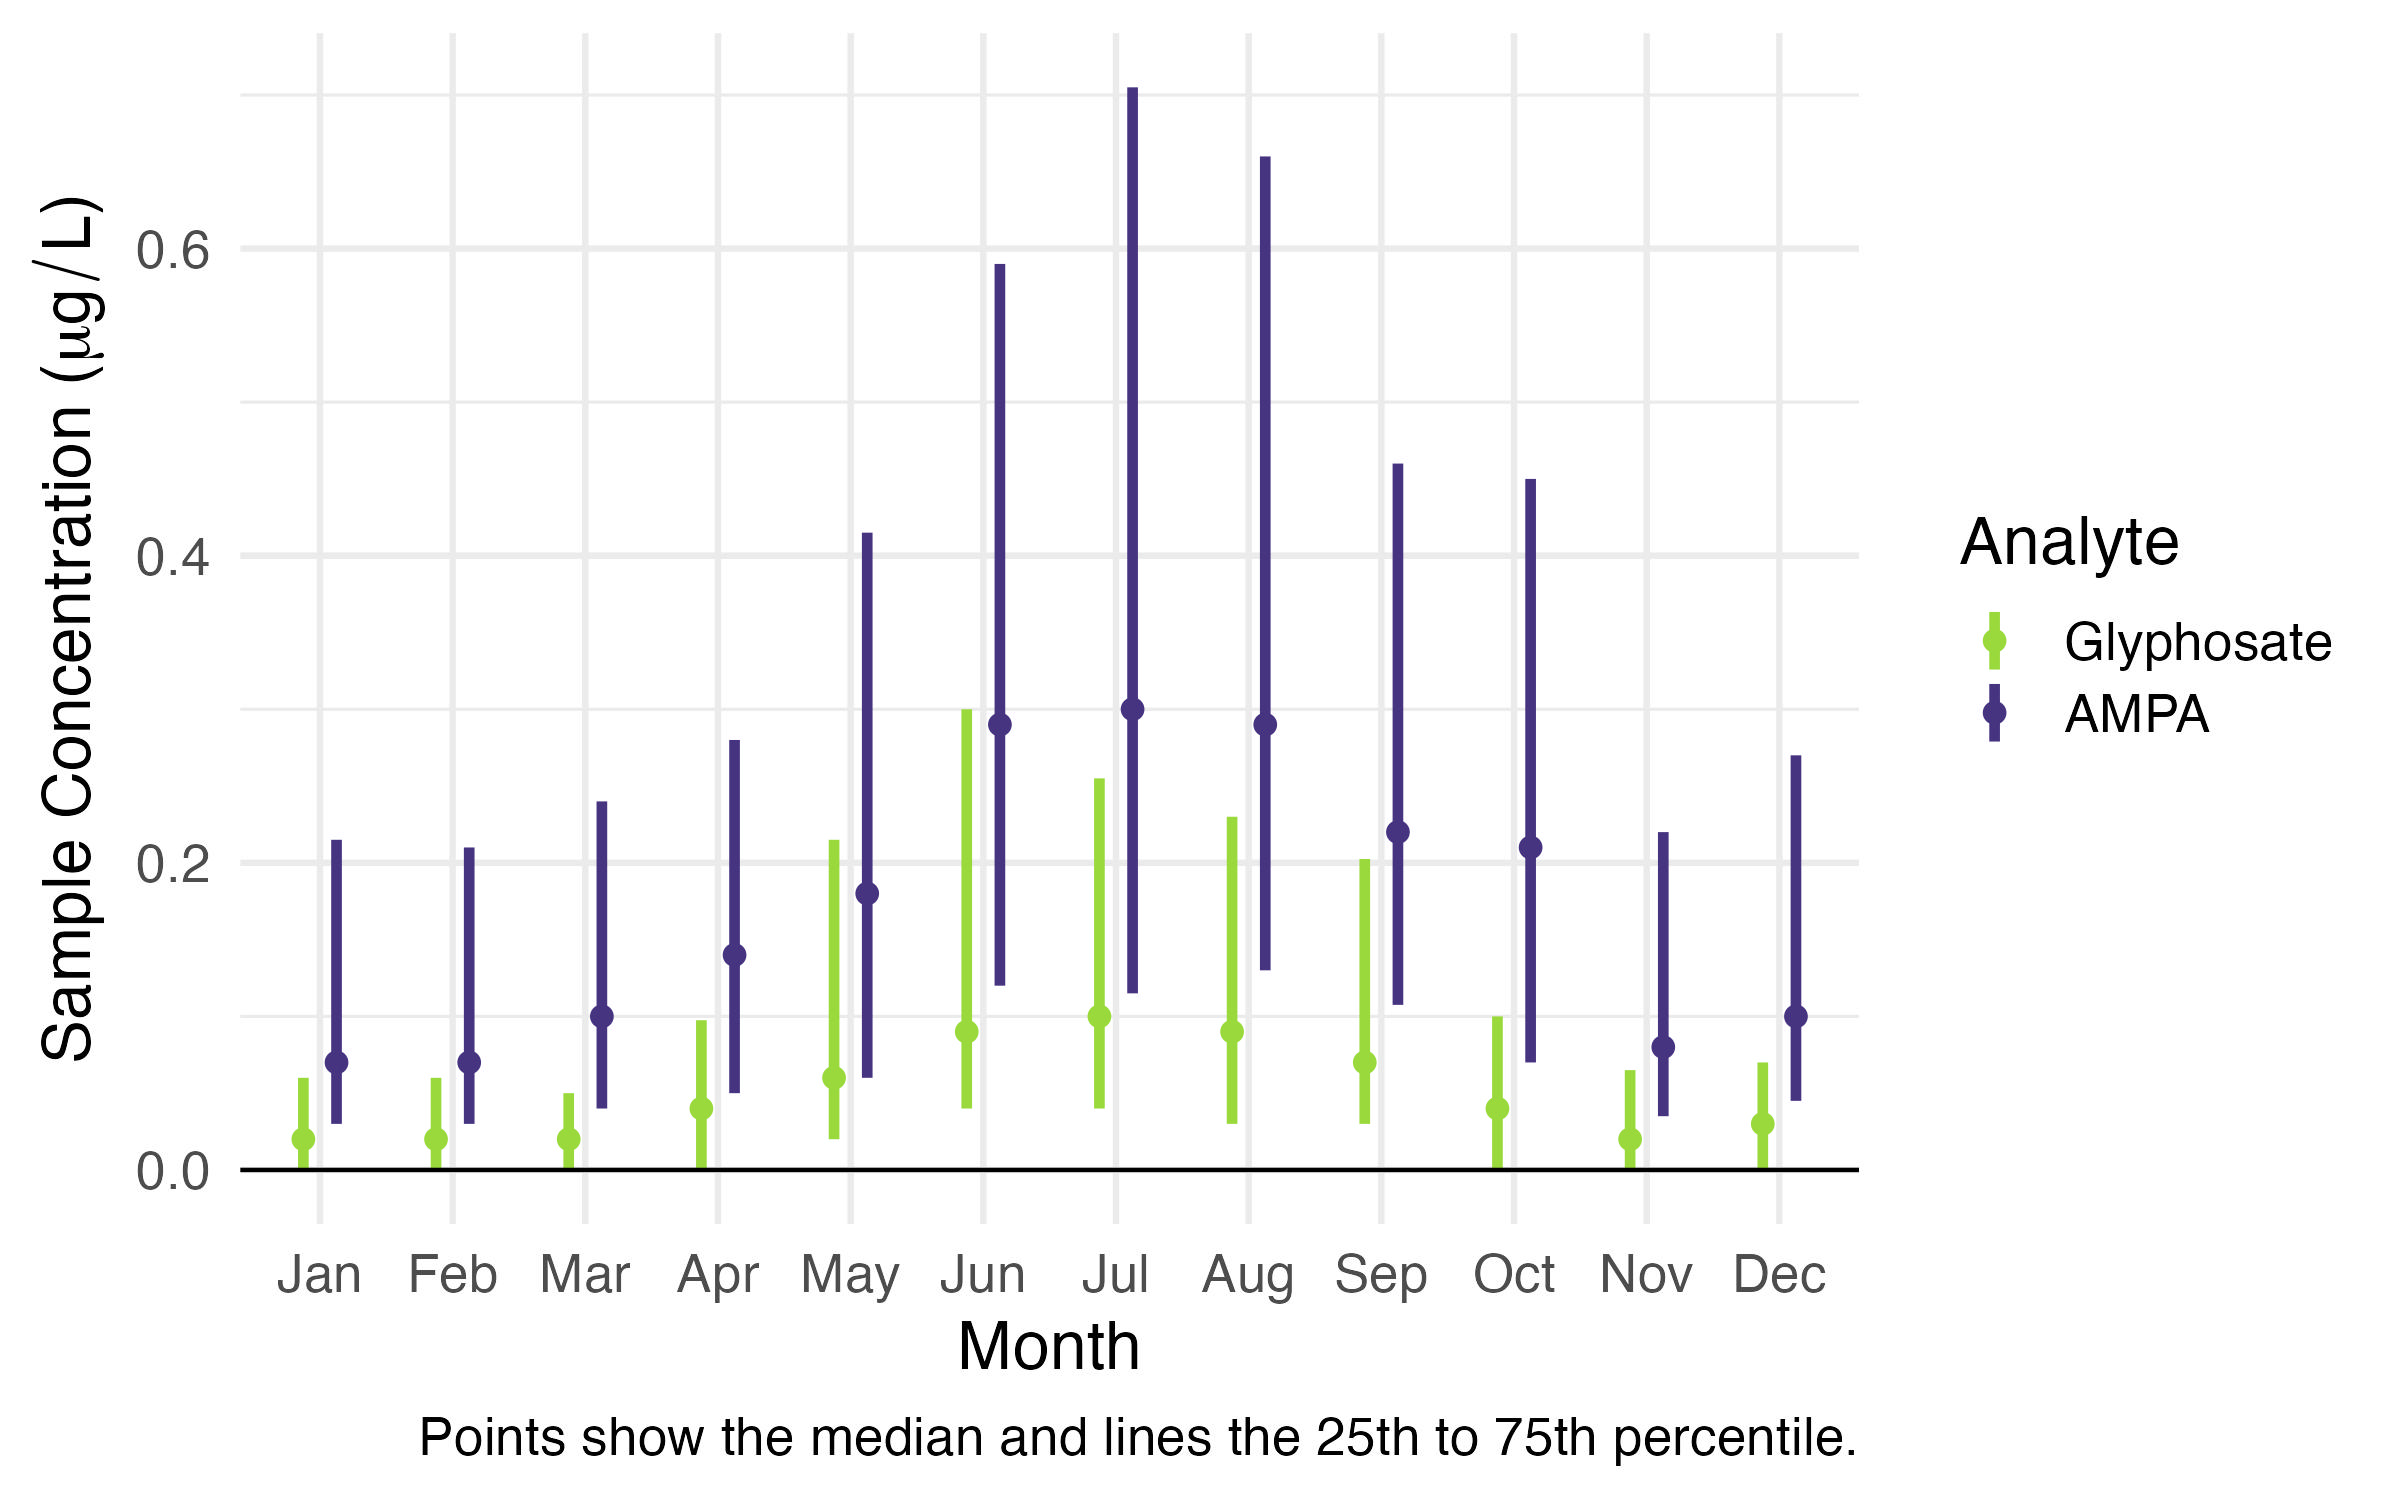 Sample Concentration (μg/L)
0.6
0.4
0.2
0.0
Jan Feb Mar Apr May Jun Jul Aug Sep Oct Nov Dec
Month
Points show the median and lines the 25th to 75th percentile.
Analyte
Glyphosate
AMPA